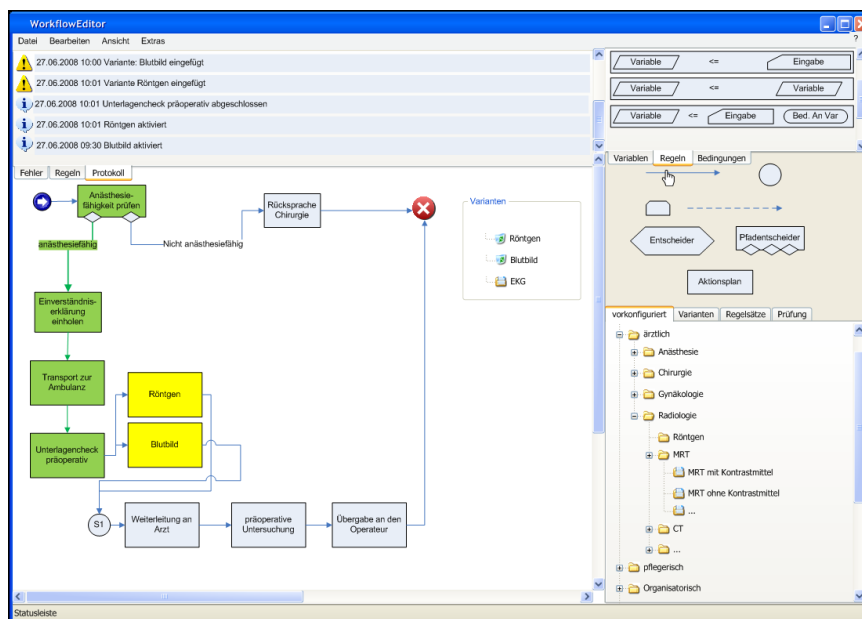 WorkflowEditor
Datei Bearbeiten Ansicht Extras
?
27.06.2008 10:00 Variante: Blutbild eingefügt
27.06.2008 10:01 Variante Röntgen eingefügt
27.06.2008 10:01 Unterlagencheck präoperativ abgeschlossen
27.06.2008 10:01 Röntgen aktiviert
27.06.2008 09:30 Blutbild aktiviert
Fehler Regeln Protokoll
Variable <= Eingabe
Variable <= Variable
Variable <= Eingabe Bed. An Var
Variablen Regeln Bedingungen
Entscheider
Pfadentscheider
Aktionsplan
Anästhesie-
fähigkeit prüfen
Rücksprache
Chirurgie
anästhesiefähig
Nicht anästhesiefähig
Einverständnis-
erklärung
einholen
Transport zur
Ambulanz
Unterlagencheck
präoperativ
Röntgen
Blutbild
S1
Weiterleitung an
Arzt
präoperative
Untersuchung
Übergabe an den
Operateur
Varianten
Röntgen
Blutbild
EKG
vorkonfiguriert Varianten Regelsätze Prüfung
ärztlich
Anästhesie
Chirurgie
Gynäkologie
Radiologie
Röntgen
MRT
MRT mit Kontrastmittel
MRT ohne Kontrastmittel
...
CT
...
pflegerisch
Organisatorisch
Statusleiste